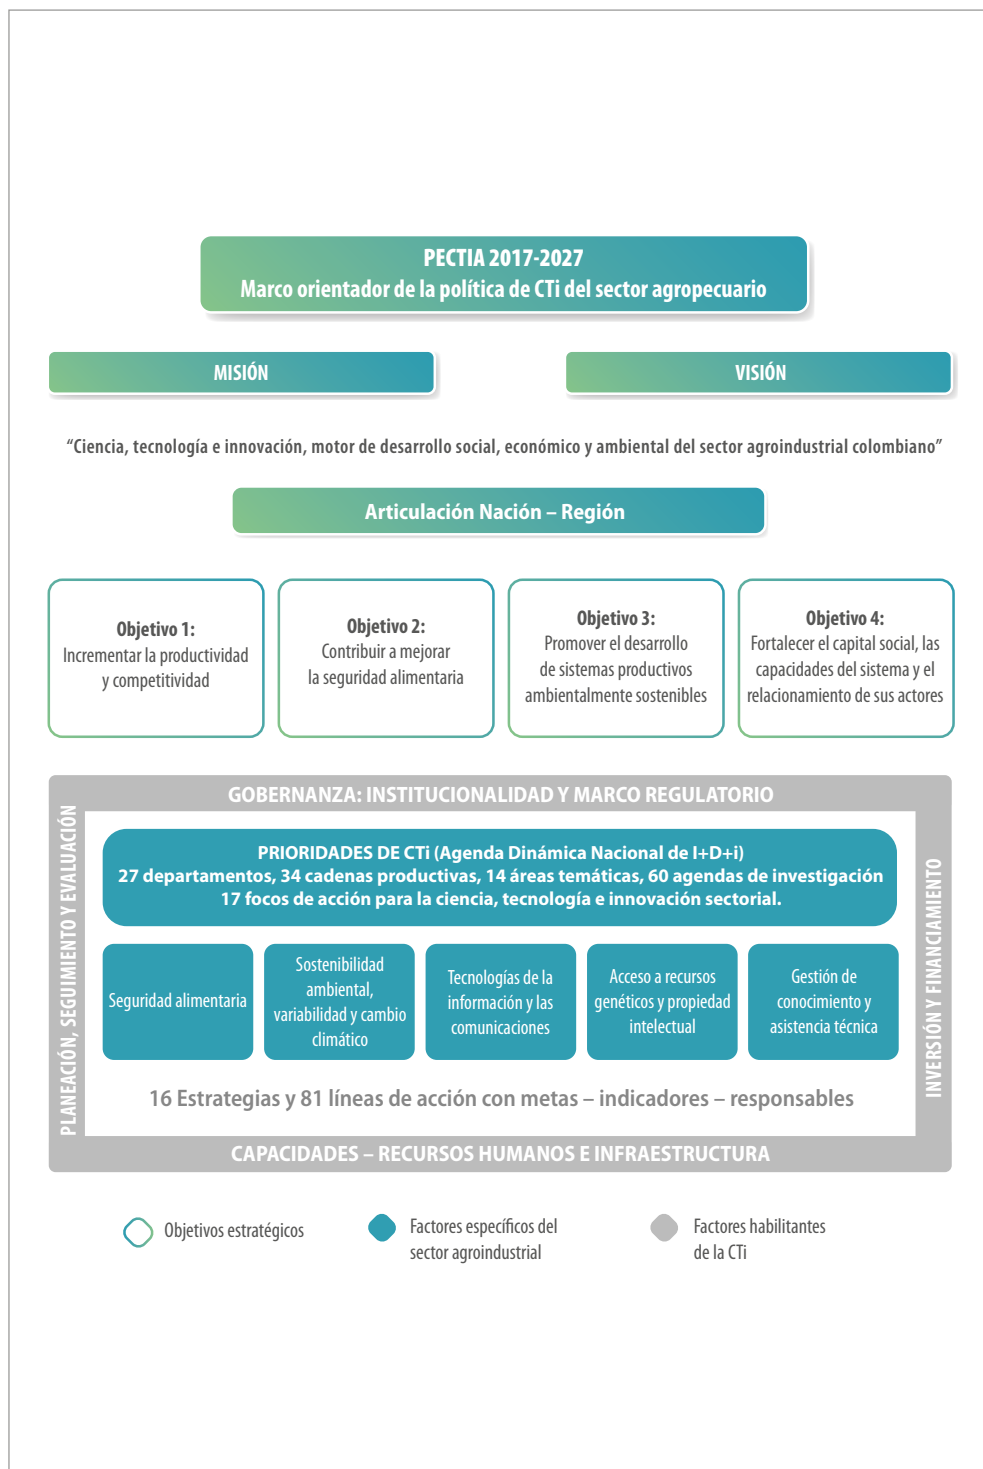 PECTIA 2017-2027
Marco orientador de la política de CTi del sector agropecuario
MISIÓN
VISIÓN
“Ciencia, tecnología e innovación, motor de desarrollo social, económico y ambiental del sector agroindustrial colombiano”
Articulación Nación – Región
Objetivo 1:
Incrementar la productividad
y competitividad
Objetivo 2:
Contribuir a mejorar
la seguridad alimentaria
Objetivo 3:
Promover el desarrollo
de sistemas productivos
ambientalmente sostenibles
Objetivo 4:
Fortalecer el capital social, las
capacidades del sistema y el
relacionamiento de sus actores
GOBERNANZA: INSTITUCIONALIDAD Y MARCO REGULATORIO
PLANEACIÓN, SEGUIMIENTO Y EVALUACIÓN
PRIORIDADES DE CTi (Agenda Dinámica Nacional de I+D+i)
27 departamentos, 34 cadenas productivas, 14 áreas temáticas, 60 agendas de investigación
17 focos de acción para la ciencia, tecnología e innovación sectorial.
INVERSIÓN Y FINANCIAMIENTO
Seguridad alimentaria
Sostenibilidad
ambiental,
variabilidad y cambio
climático
Tecnologías de la
información y las
comunicaciones
Acceso a recursos
genéticos y propiedad
intelectual
Gestión de
conocimiento y
asistencia técnica
16 Estrategias y 81 líneas de acción con metas – indicadores – responsables
CAPACIDADES – RECURSOS HUMANOS E INFRAESTRUCTURA
Objetivos estratégicos
Factores específicos del
sector agroindustrial
Factores habilitantes
de la CTi